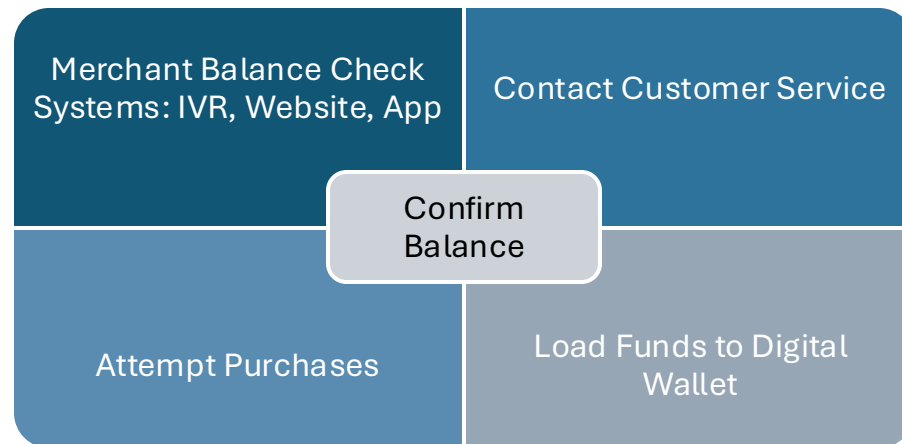 Merchant Balance Check
Systems: IVR, Website, App
Contact Customer Service
Confirm
Balance
Attempt Purchases
Load Funds to Digital
Wallet